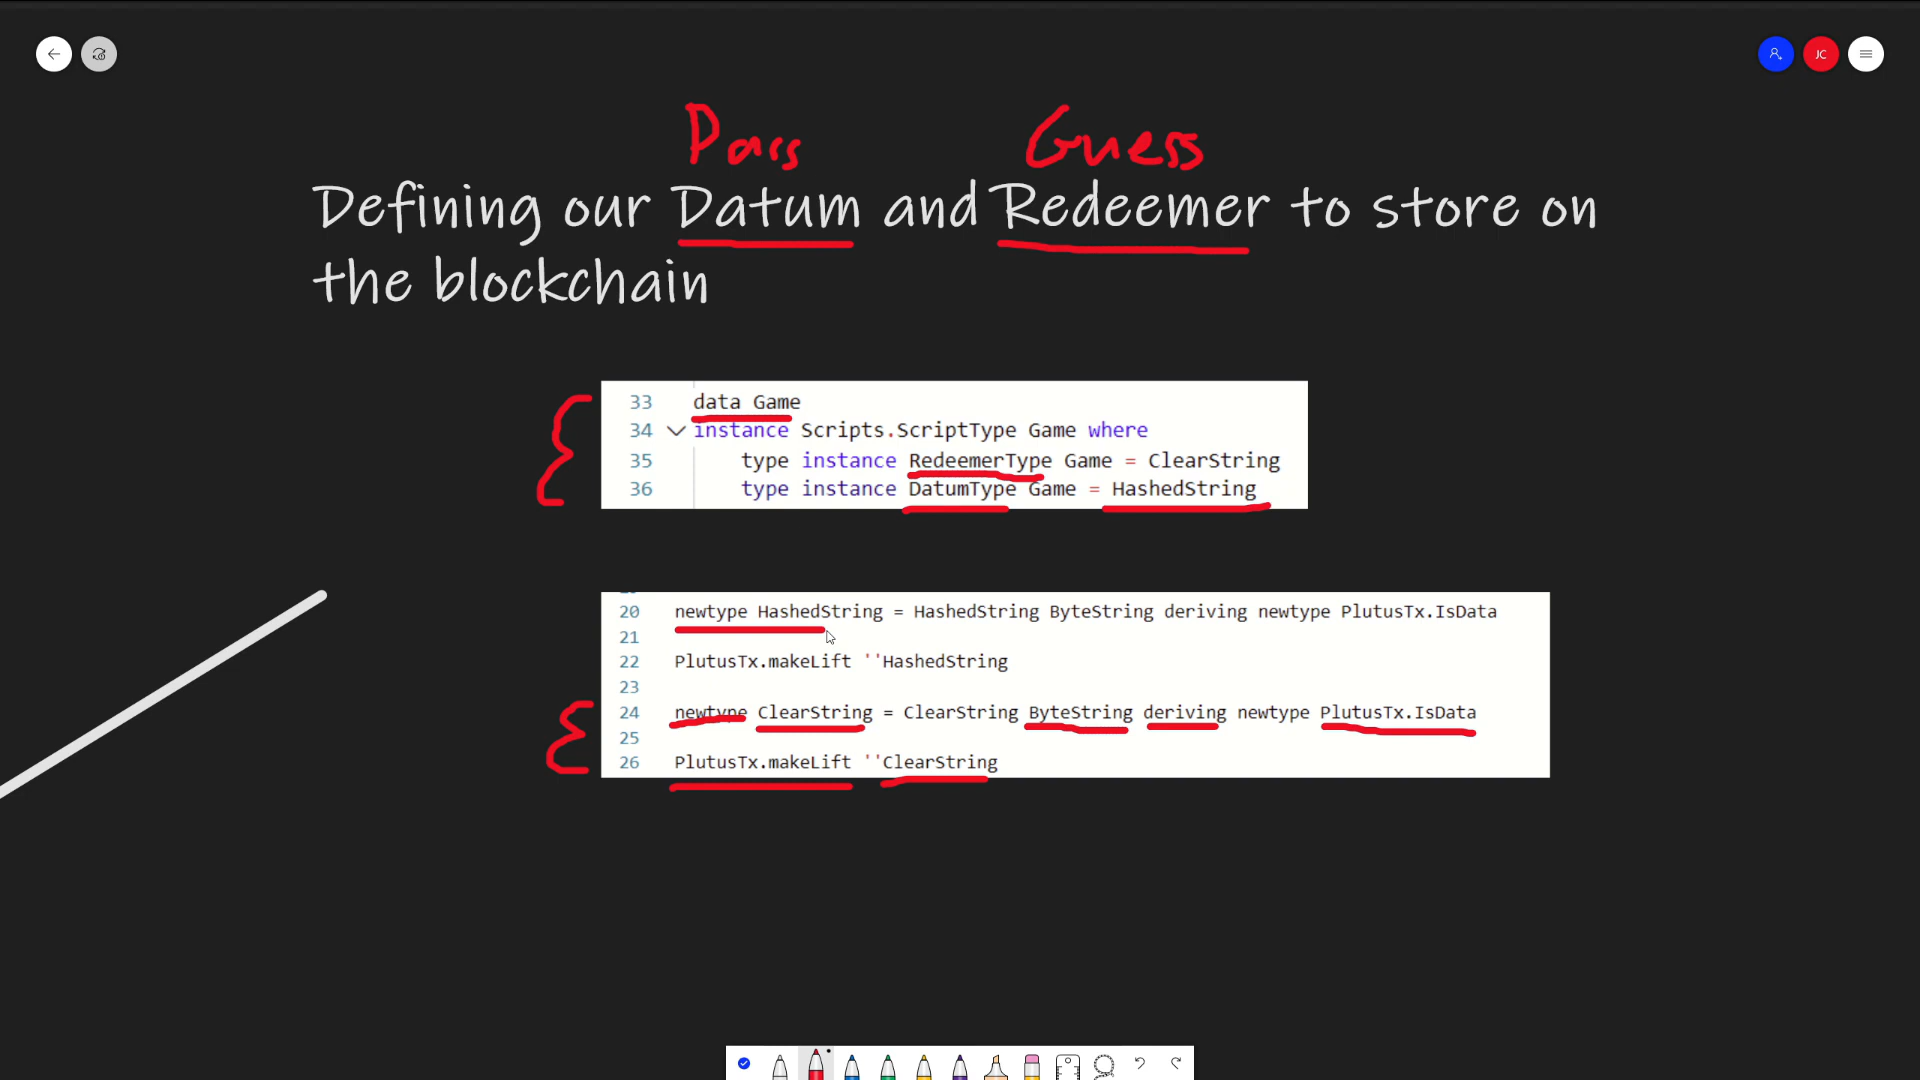 JC
Pass Guess
Defining our Datum and Redeemer to store on
the blockchain
33 data Game
34 instance Scripts.ScriptType Game where
35 type instance RedeemerType Game = ClearString
36 type instance DatumType Game = HashedString
20 newtype HashedString = HashedString ByteString deriving newtype PlutusTx.IsData
21
22 PlutusTx.makeLift ''HashedString
23
24 newtype ClearString = ClearString ByteString deriving newtype PlutusTx.IsData
25
26 PlutusTx.makeLift ''ClearString